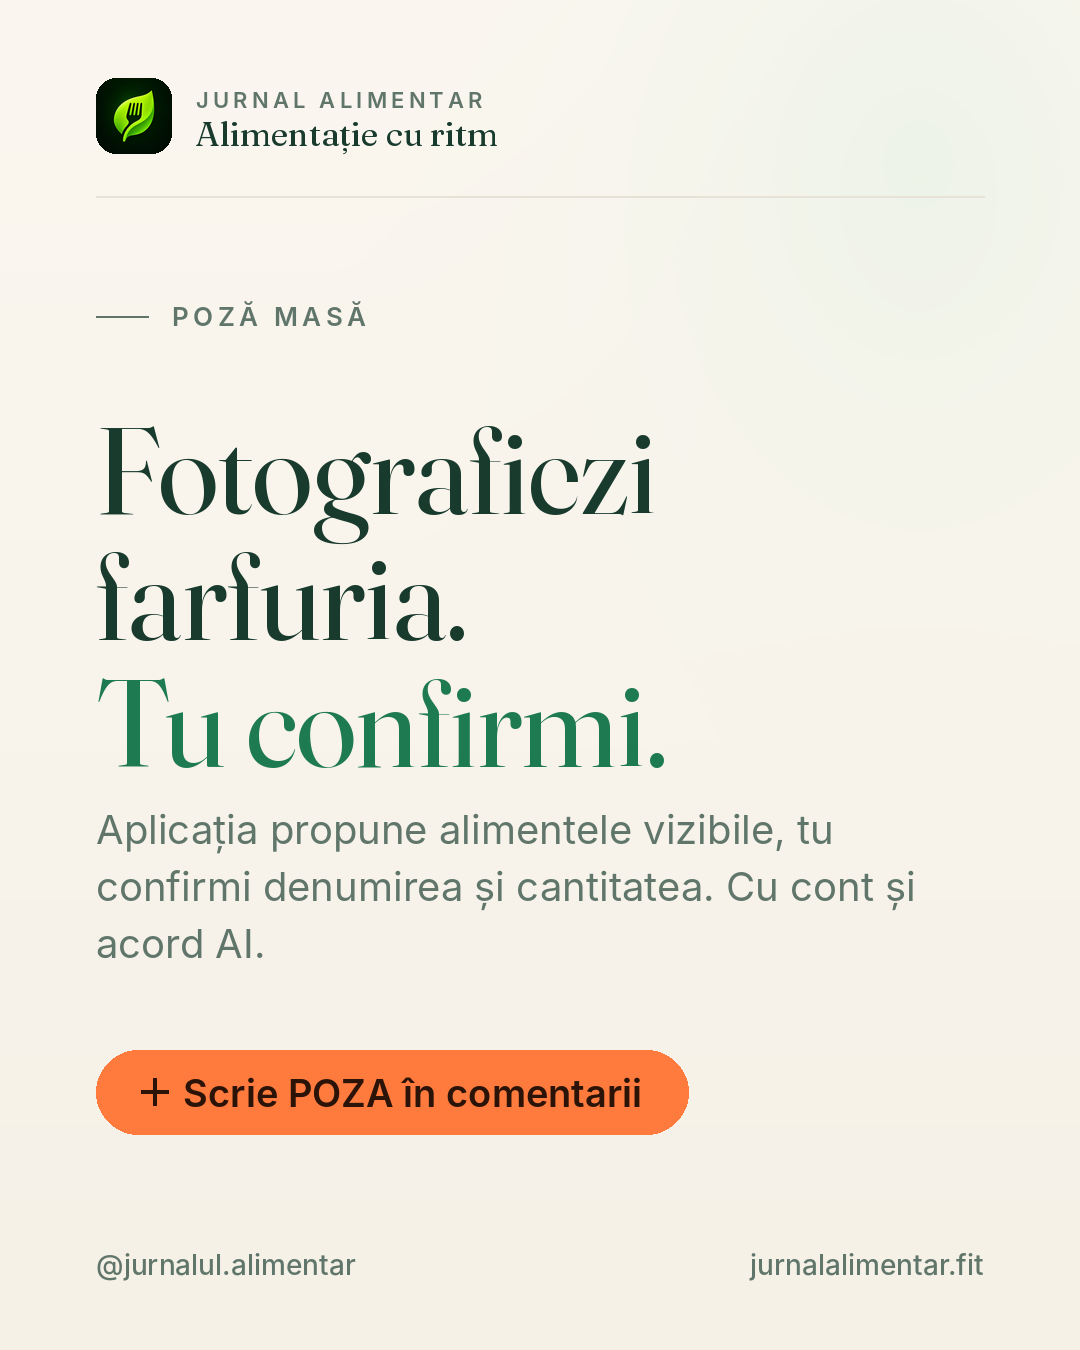 JURNAL ALIMENTAR
Alimentație cu ritm
POZĂ MASĂ
Fotograficzi
farfuria.
Tu confirmi.
Aplicația propune alimentele vizibile, tu
confirmi denumirea și cantitatea. Cu cont și
acord AI.
+ Scrie POZA în comentarii
@jurnalul.alimentar
jurnalalimentar.fit